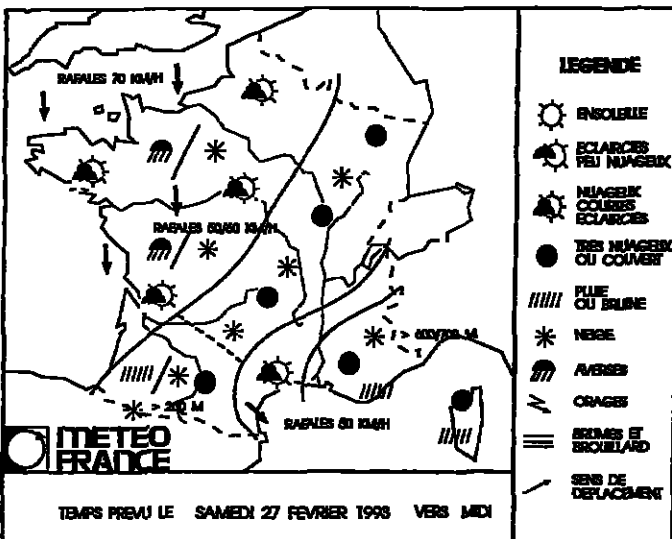 RAFALES 70 KM/H
RAFALES 50/60 KM/H
> 600/700 M
> 200 M
RAFALES 80 KM/H
METEO
FRANCE
TEMPS PREVU LE SAMEDI 27 FEVRIER 1993 VERS MIDI
LEGENDE
ENSOLEILLE
ECLAIRCIES
PEU NUAGEUX
NUAGEUX
COURTES
ECLAIRCIES
TRES NUAGEUX
OU COUVERT
PLUIE
OU BRUINE
NEIGE
AVERSES
ORAGES
BRUMES ET
BROUILLARD
SENS DE
DEPLACEMENT